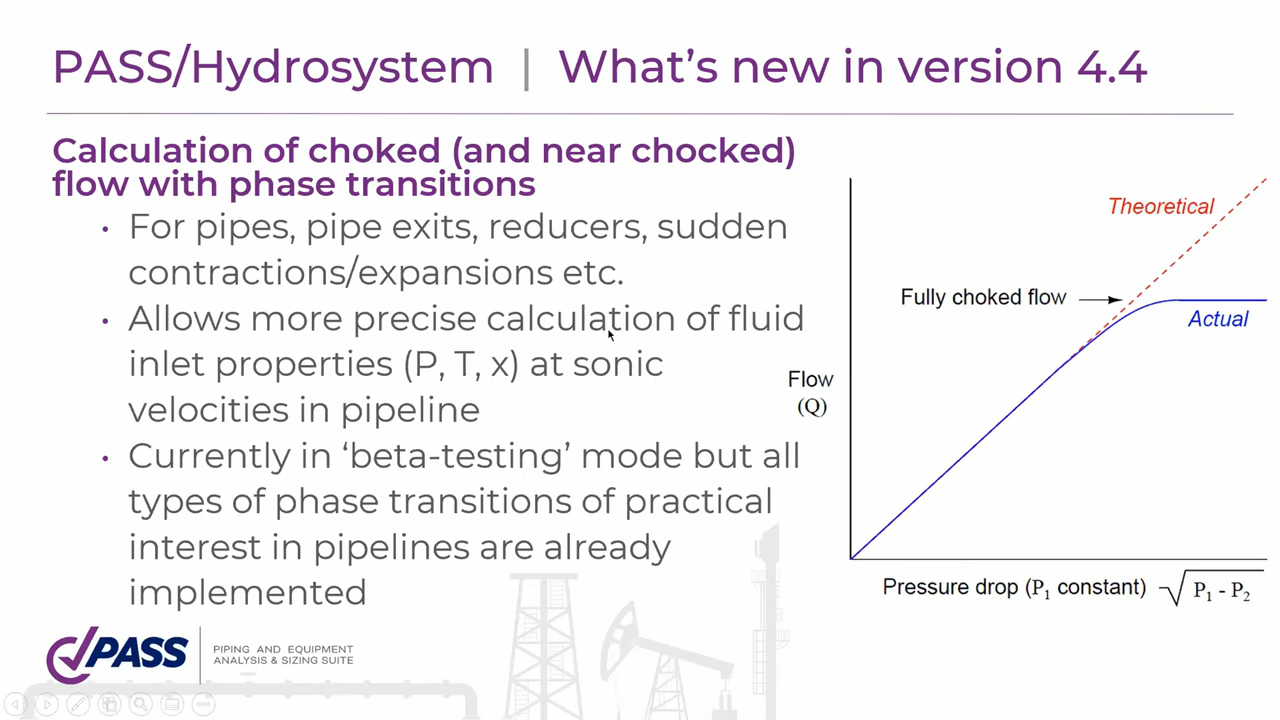 PASS/Hydrosystem | What's new in version 4.4
Calculation of choked (and near chocked)
flow with phase transitions
• For pipes, pipe exits, reducers, sudden
contractions/expansions etc.
• Allows more precise calculation of fluid
inlet properties (P, T, x) at sonic
velocities in pipeline
• Currently in ‘beta-testing’ mode but all
types of phase transitions of practical
interest in pipelines are already
implemented
Theoretical
Fully choked flow
Actual
Flow
(Q)
Pressure drop (P₁ constant) √P₁ - P₂
PASS
PIPING AND EQUIPMENT
ANALYSIS & SIZING SUITE